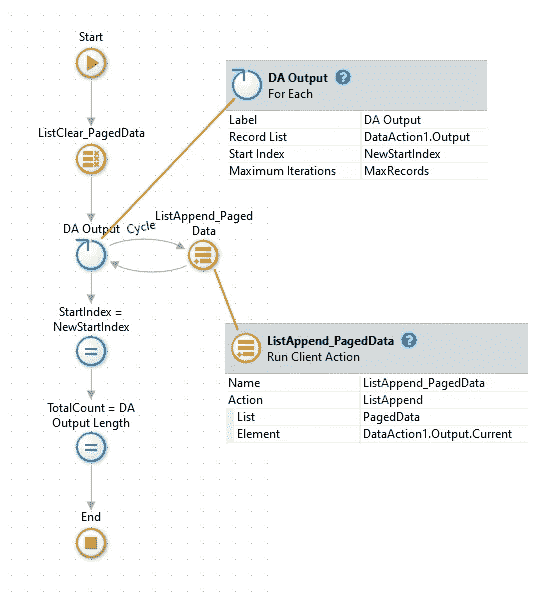 Start
ListClear_PagedData
DA Output
Cycle
ListAppend_Paged
Data
StartIndex =
NewStartIndex
TotalCount = DA
Output Length
End
DA Output ?
For Each
Label DA Output
Record List DataAction1.Output
Start Index NewStartIndex
Maximum Iterations MaxRecords
ListAppend_PagedData ?
Run Client Action
Name ListAppend_PagedData
Action ListAppend
List PagedData
Element DataAction1.Output.Current